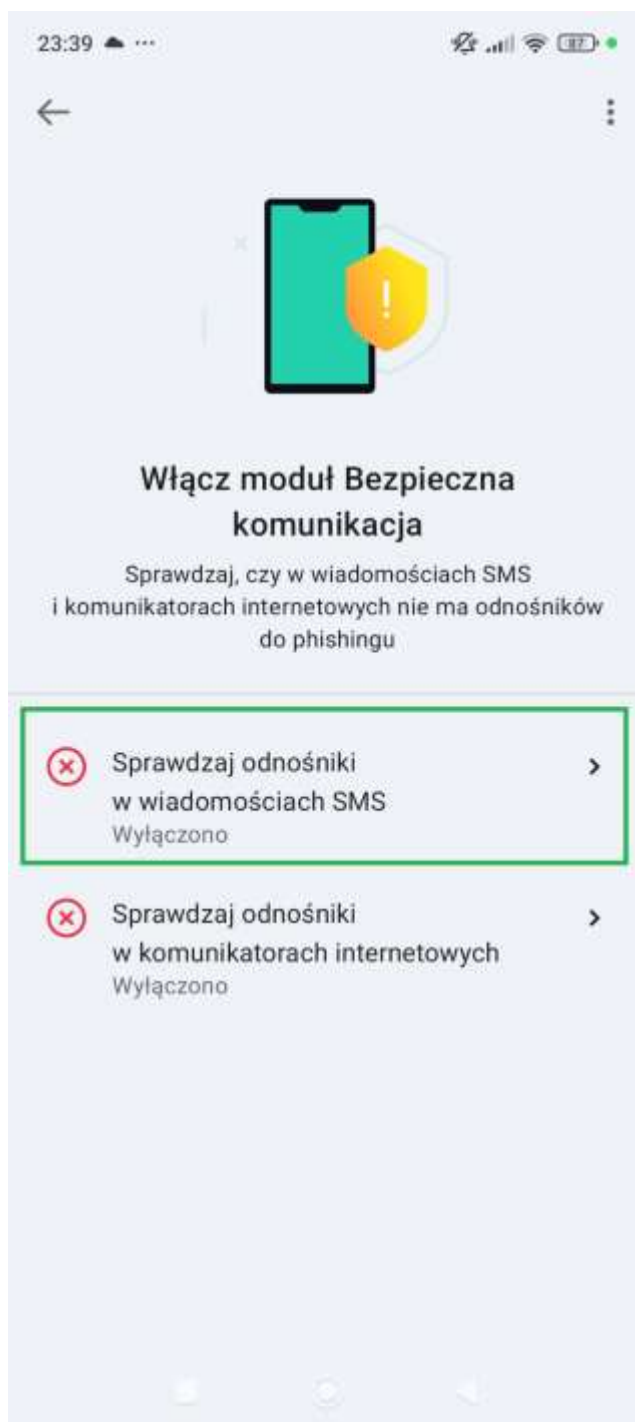 23:39
87
Włącz moduł Bezpieczna
komunikacja
Sprawdzaj, czy w wiadomościach SMS
i komunikatorach internetowych nie ma odnośników
do phishingu
Sprawdzaj odnośniki
w wiadomościach SMS
Wyłączono
Sprawdzaj odnośniki
w komunikatorach internetowych
Wyłączono